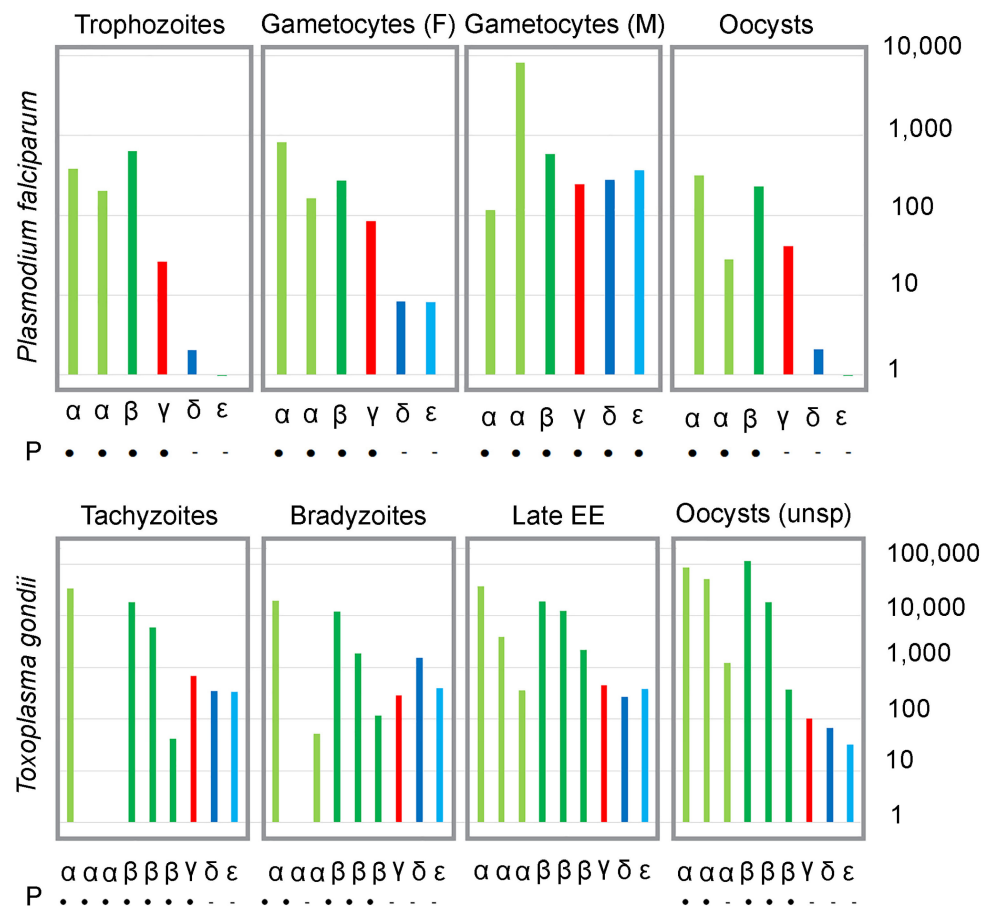 Trophozoites Gametocytes (F) Gametocytes (M) Oocysts
Plasmodium falciparum
10,000
1,000
100
10
1
α α β γ δ ε α α β γ δ ε α α β γ δ ε α α β γ δ ε
P • • • • - - • • • • - - • • • • • • • • • - - -
Tachyzoites Bradyzoites Late EE Oocysts (unsp)
Toxoplasma gondii
100,000
10,000
1,000
100
10
1
α α α β β β γ δ ε α α α β β β γ δ ε α α α β β β γ δ ε α α α β β β γ δ ε
P • • • • • • • - - • • - • • • - - - • • - • • • - - -